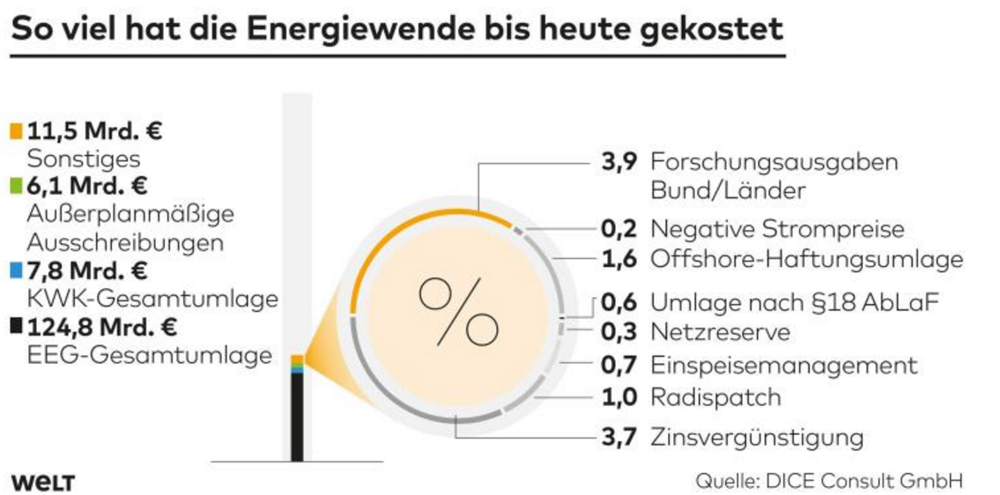 So viel hat die Energiewende bis heute gekostet
11,5 Mrd. €
Sonstiges
6,1 Mrd. €
Außerplanmäßige
Ausschreibungen
7,8 Mrd. €
KWK-Gesamtumlage
124,8 Mrd. €
EEG-Gesamtumlage
%
3,9 Forschungsausgaben
Bund/Länder
0,2 Negative Strompreise
1,6 Offshore-Haftungsumlage
0,6 Umlage nach §18 AbLaF
0,3 Netzreserve
0,7 Einspeisemanagement
1,0 Radispatch
3,7 Zinsvergünstigung
WELT
Quelle: DICE Consult GmbH